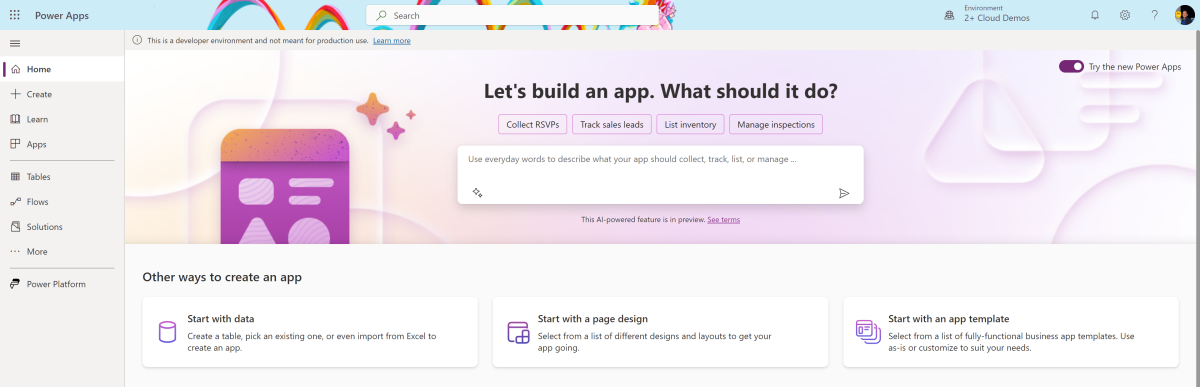 Power Apps
Search
Environment
2+ Cloud Demos
?
This is a developer environment and not meant for production use. Learn more
Home
Create
Learn
Apps
Tables
Flows
Solutions
More
Power Platform
Try the new Power Apps
Let's build an app. What should it do?
Collect RSVPs
Track sales leads
List inventory
Manage inspections
Use everyday words to describe what your app should collect, track, list, or manage ...
This AI-powered feature is in preview. See terms
Other ways to create an app
Start with data
Create a table, pick an existing one, or even import from Excel to
create an app.
Start with a page design
Select from a list of different designs and layouts to get your
app going.
Start with an app template
Select from a list of fully-functional business app templates. Use
as-is or customize to suit your needs.